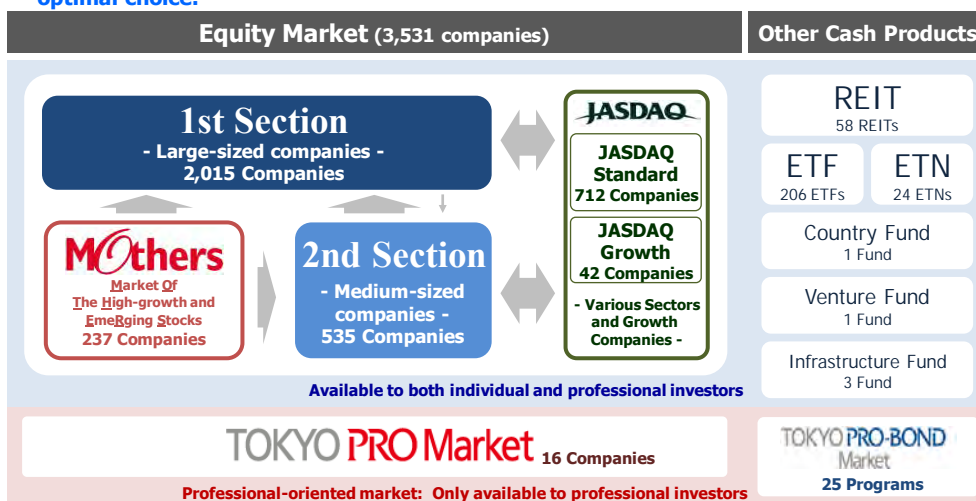 optimal choice.
Equity Market (3,531 companies)
Other Cash Products
1st Section
- Large-sized companies -
2,015 Companies
JASDAQ
JASDAQ
Standard
712 Companies
JASDAQ
Growth
42 Companies
- Various Sectors
and Growth
Companies -
MOthers
Market Of
The High-growth and
EmeRging Stocks
237 Companies
2nd Section
- Medium-sized
companies -
535 Companies
Available to both individual and professional investors
REIT
58 REITs
ETF
206 ETFs
ETN
24 ETNs
Country Fund
1 Fund
Venture Fund
1 Fund
Infrastructure Fund
3 Fund
TOKYO PRO Market 16 Companies
Professional-oriented market: Only available to professional investors
TOKYO PRO-BOND
Market
25 Programs